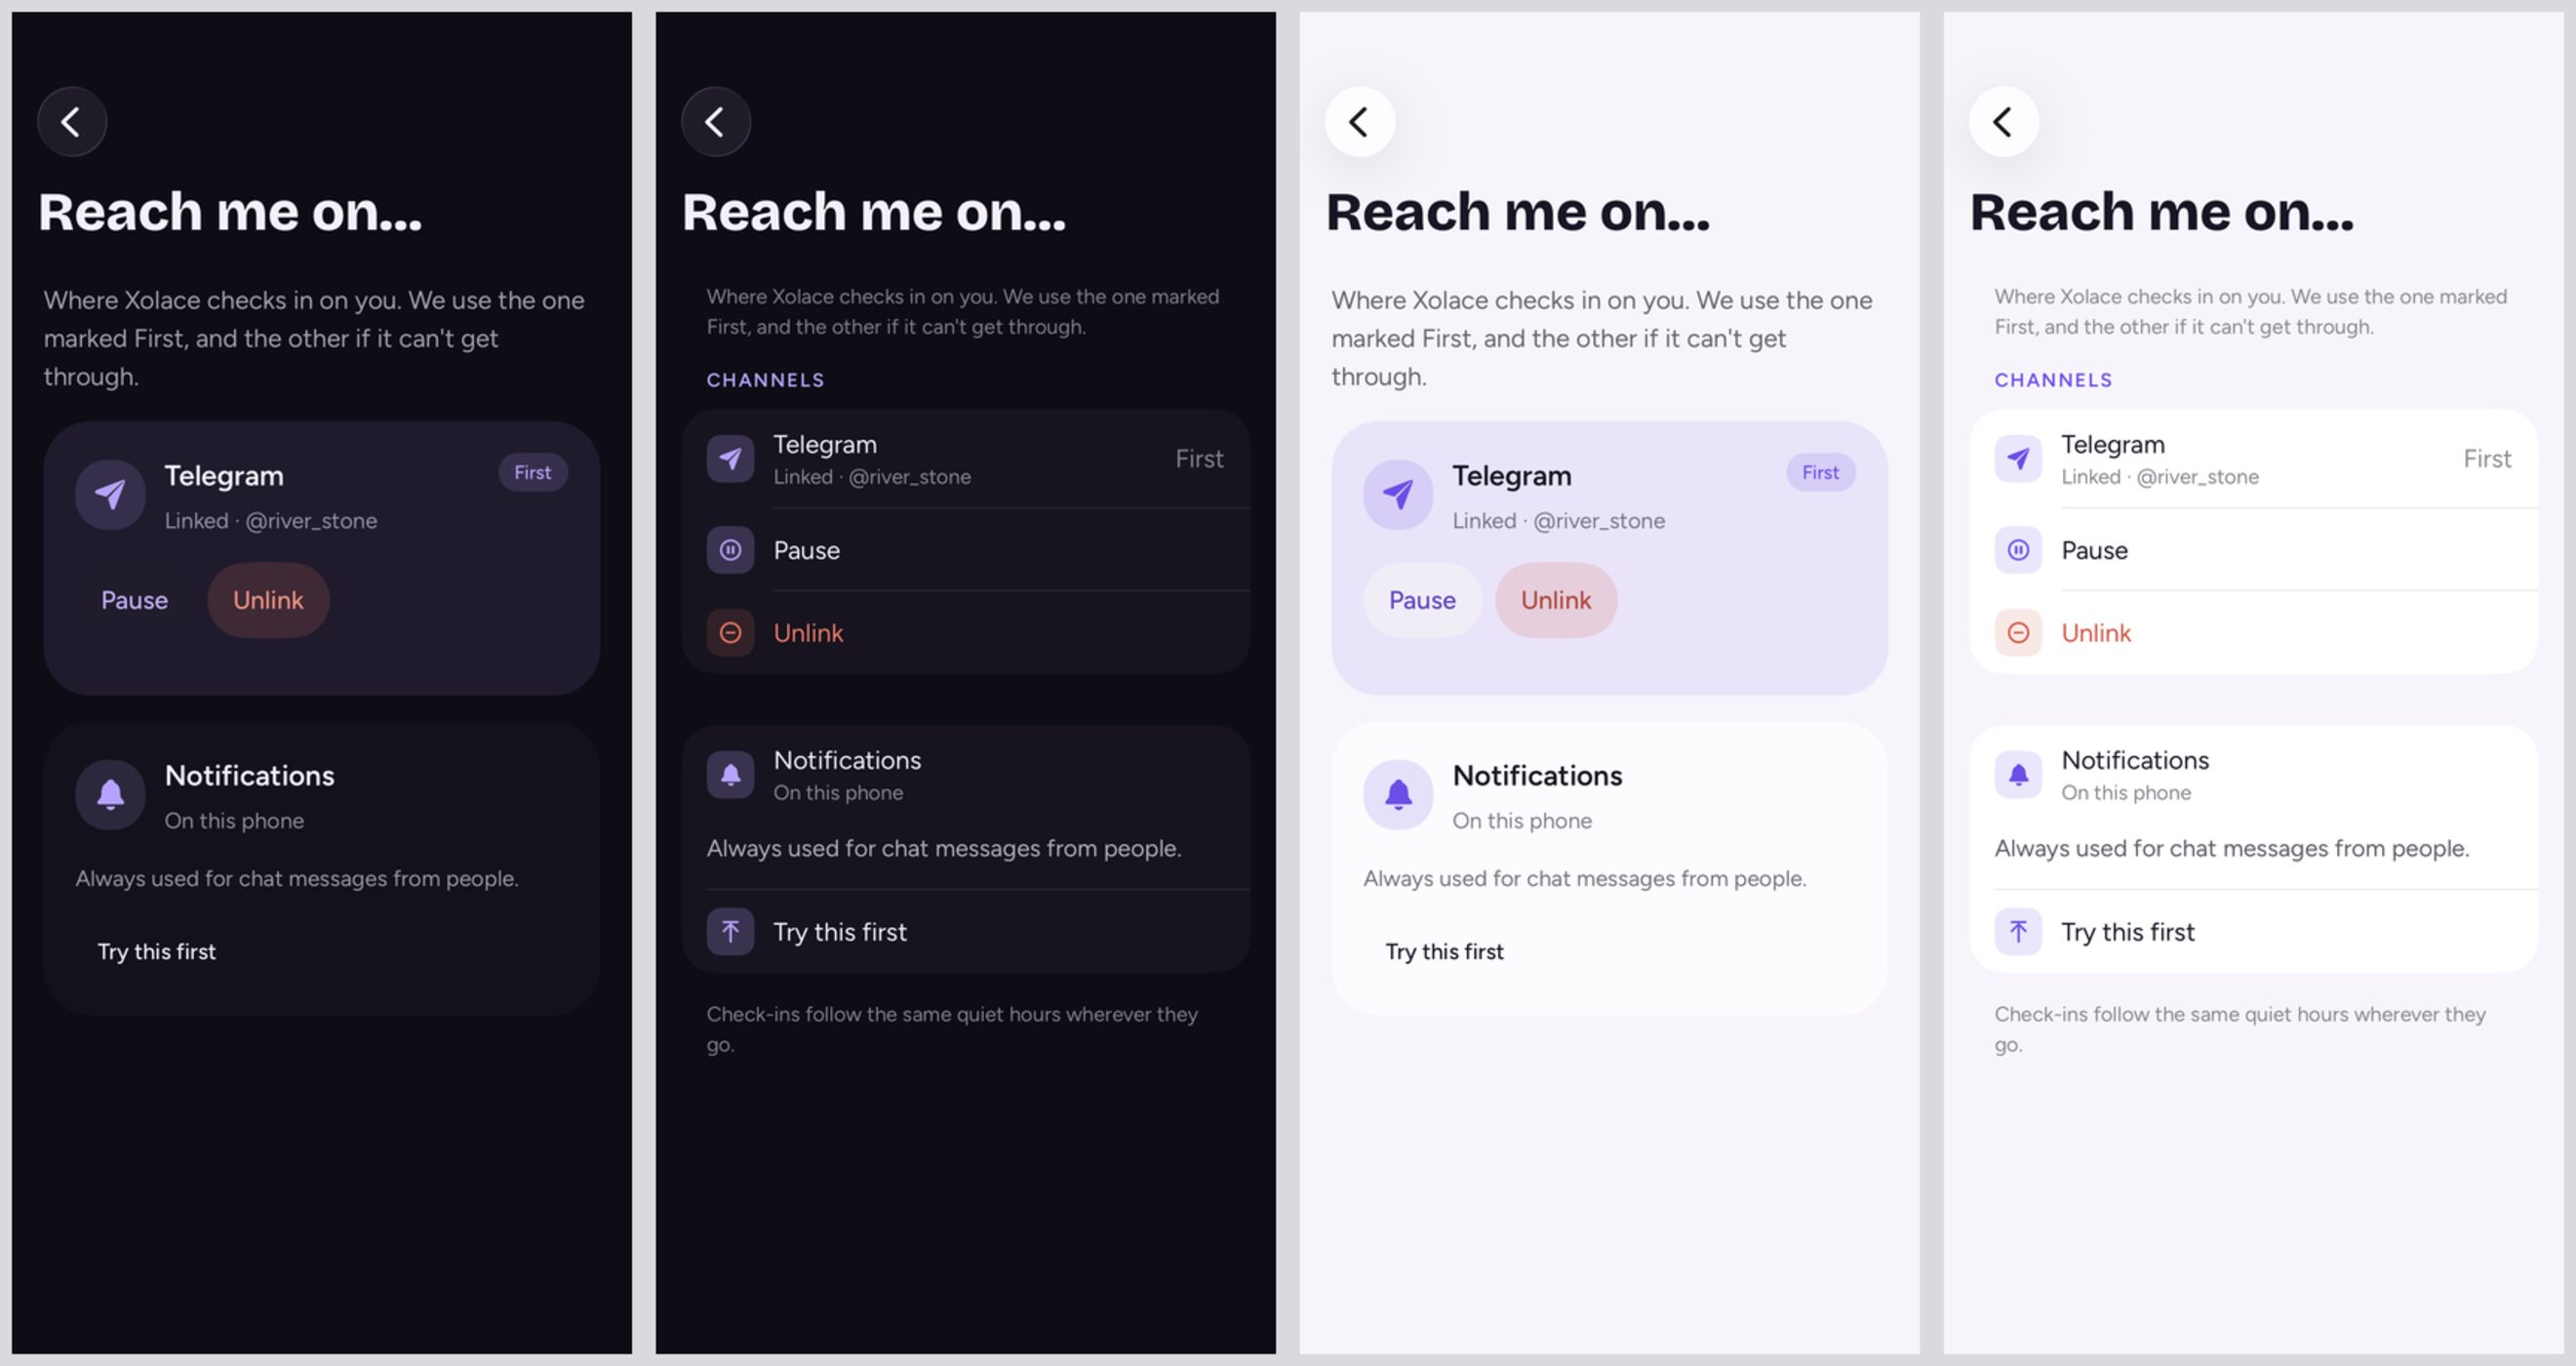 Reach me on...
Where Xolace checks in on you. We use the one
marked First, and the other if it can't get
through.
Telegram
First
Linked · @river_stone
Pause
Unlink
Notifications
On this phone
Always used for chat messages from people.
Try this first
Reach me on...
Where Xolace checks in on you. We use the one marked
First, and the other if it can't get through.
CHANNELS
Telegram
Linked · @river_stone
First
Pause
Unlink
Notifications
On this phone
Always used for chat messages from people.
Try this first
Check-ins follow the same quiet hours wherever they
go.
Reach me on...
Where Xolace checks in on you. We use the one
marked First, and the other if it can't get
through.
Telegram
First
Linked · @river_stone
Pause
Unlink
Notifications
On this phone
Always used for chat messages from people.
Try this first
Reach me on...
Where Xolace checks in on you. We use the one marked
First, and the other if it can't get through.
CHANNELS
Telegram
Linked · @river_stone
First
Pause
Unlink
Notifications
On this phone
Always used for chat messages from people.
Try this first
Check-ins follow the same quiet hours wherever they
go.